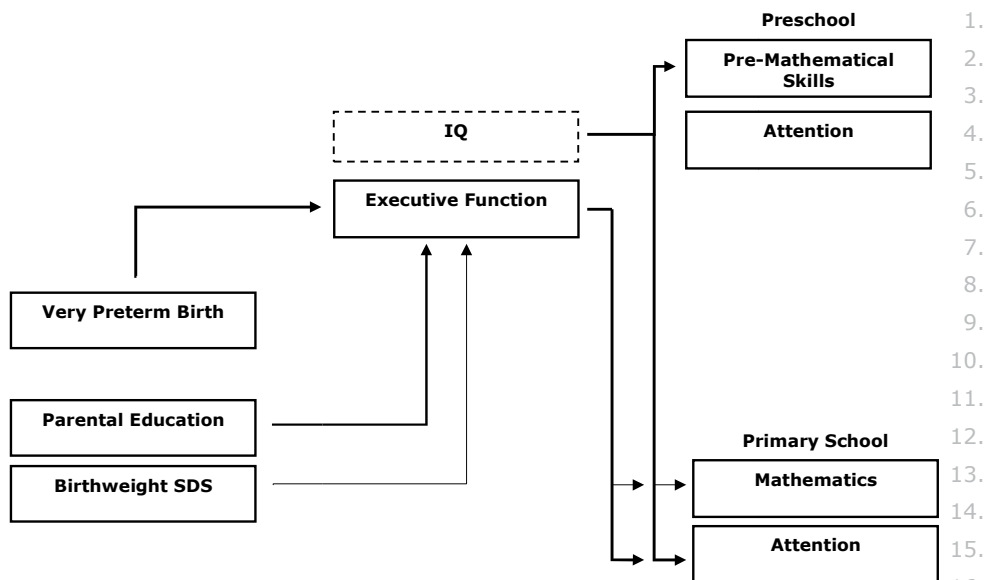 Preschool
1.
Pre-Mathematical
Skills
2.
3.
IQ
Attention
4.
5.
Executive Function
6.
7.
8.
Very Preterm Birth
9.
10.
11.
Parental Education
Primary School
12.
Birthweight SDS
Mathematics
13.
14.
Attention
15.